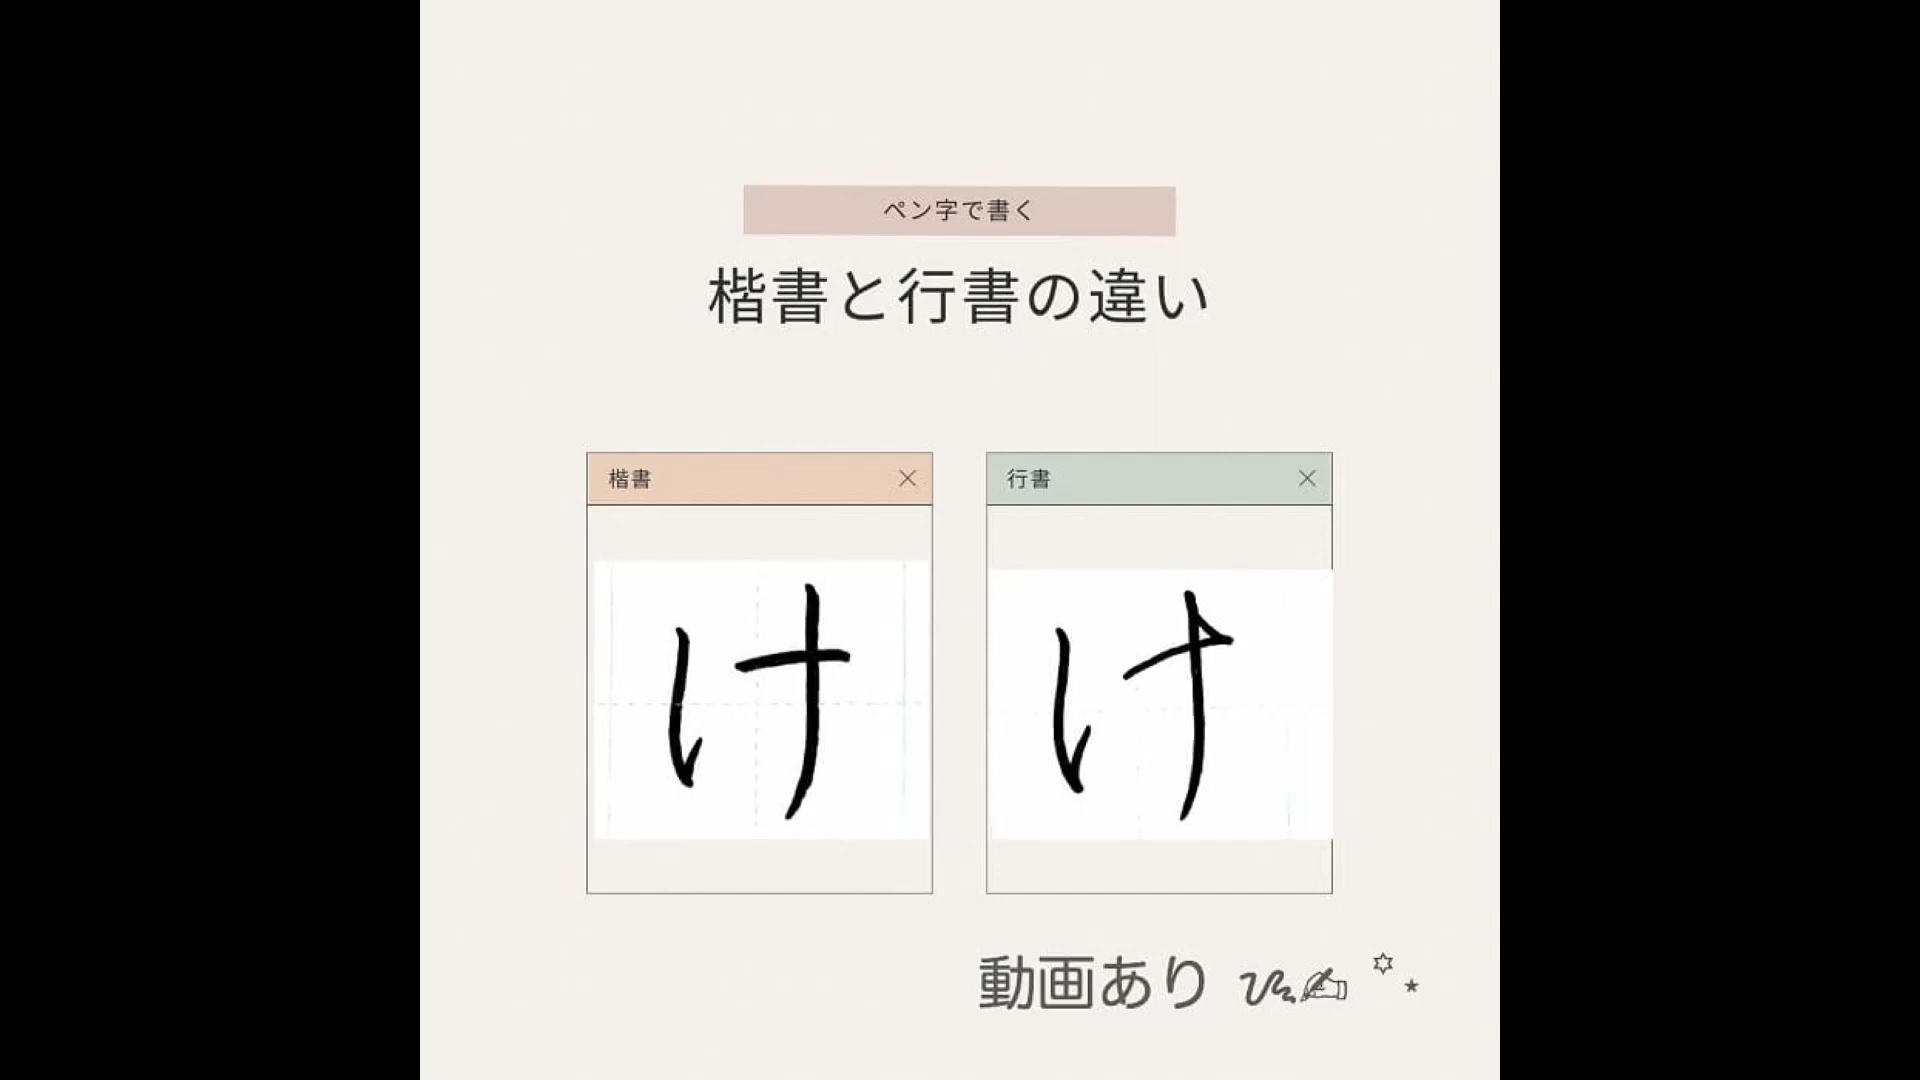 ペン字で書く
楷書と行書の違い
楷書
行書
け
け
動画あり